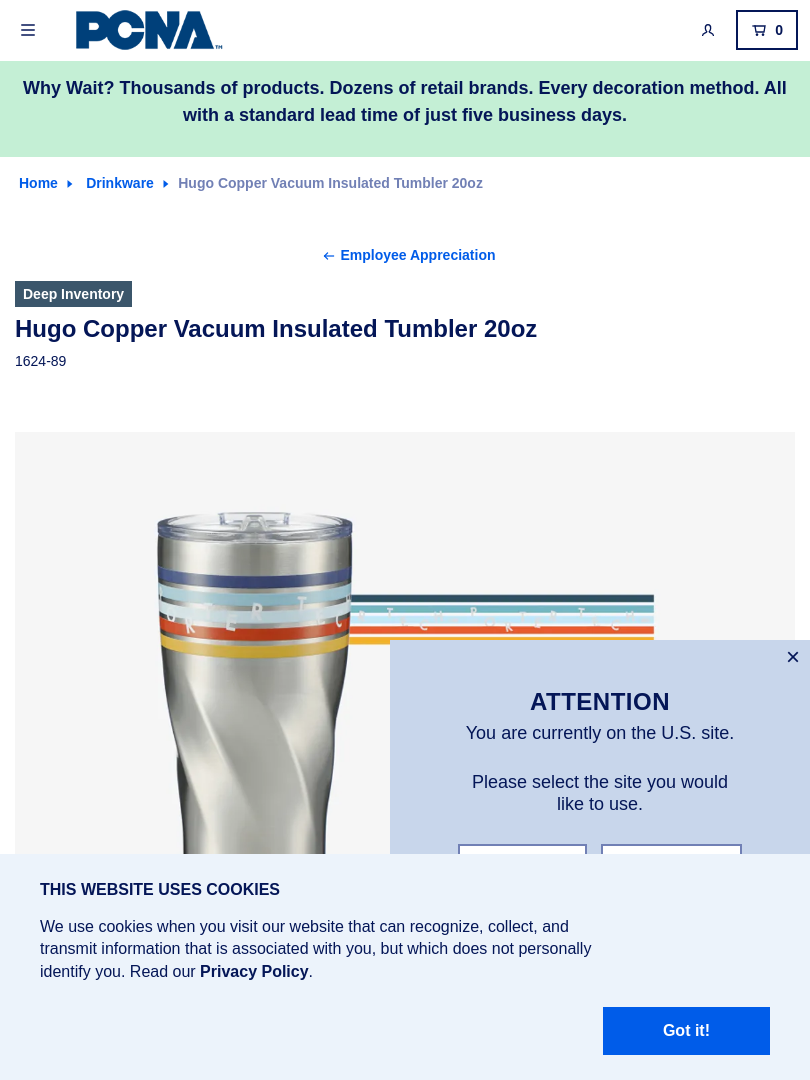 PCNA™
0
Why Wait? Thousands of products. Dozens of retail brands. Every decoration method. All
with a standard lead time of just five business days.
Home
Drinkware
Hugo Copper Vacuum Insulated Tumbler 20oz
Employee Appreciation
Deep Inventory
Hugo Copper Vacuum Insulated Tumbler 20oz
1624-89
ATTENTION
You are currently on the U.S. site.
Please select the site you would
like to use.
THIS WEBSITE USES COOKIES
We use cookies when you visit our website that can recognize, collect, and
transmit information that is associated with you, but which does not personally
identify you. Read our Privacy Policy.
Got it!